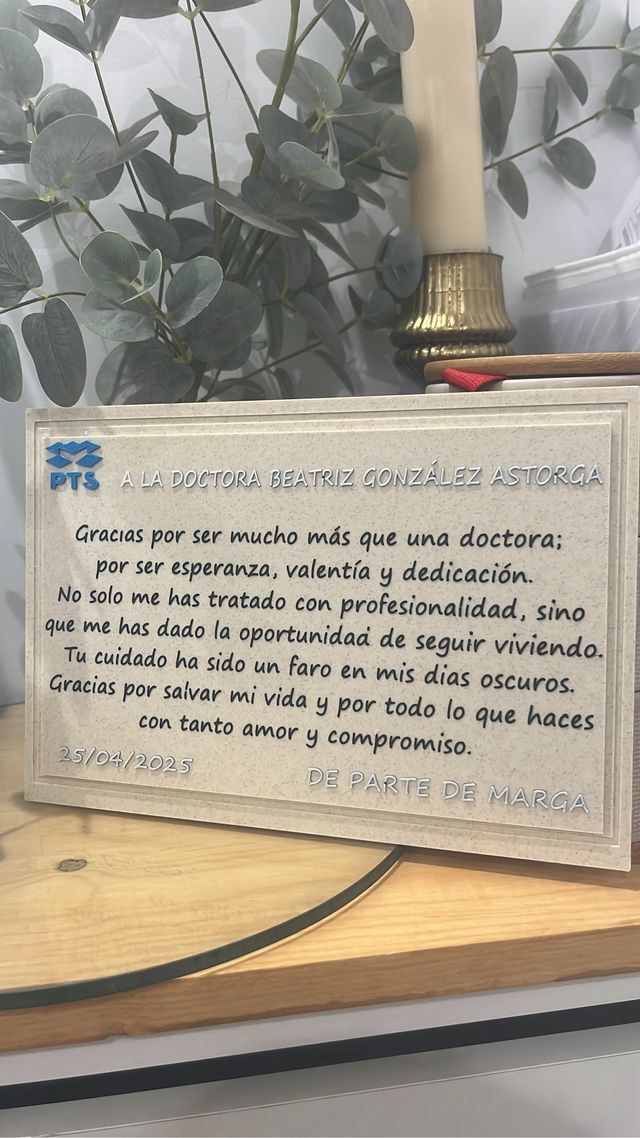 PTS
A LA DOCTORA BEATRIZ GONZÁLEZ ASTORGA
Gracias por ser mucho más que una doctora;
por ser esperanza, valentía y dedicación.
No solo me has tratado con profesionalidad, sino
que me has dado la oportunidad de seguir viviendo.
Tu cuidado ha sido un faro en mis dias oscuros.
Gracias por salvar mi vida y por todo lo que haces
con tanto amor y compromiso.
25/04/2025
DE PARTE DE MARGA